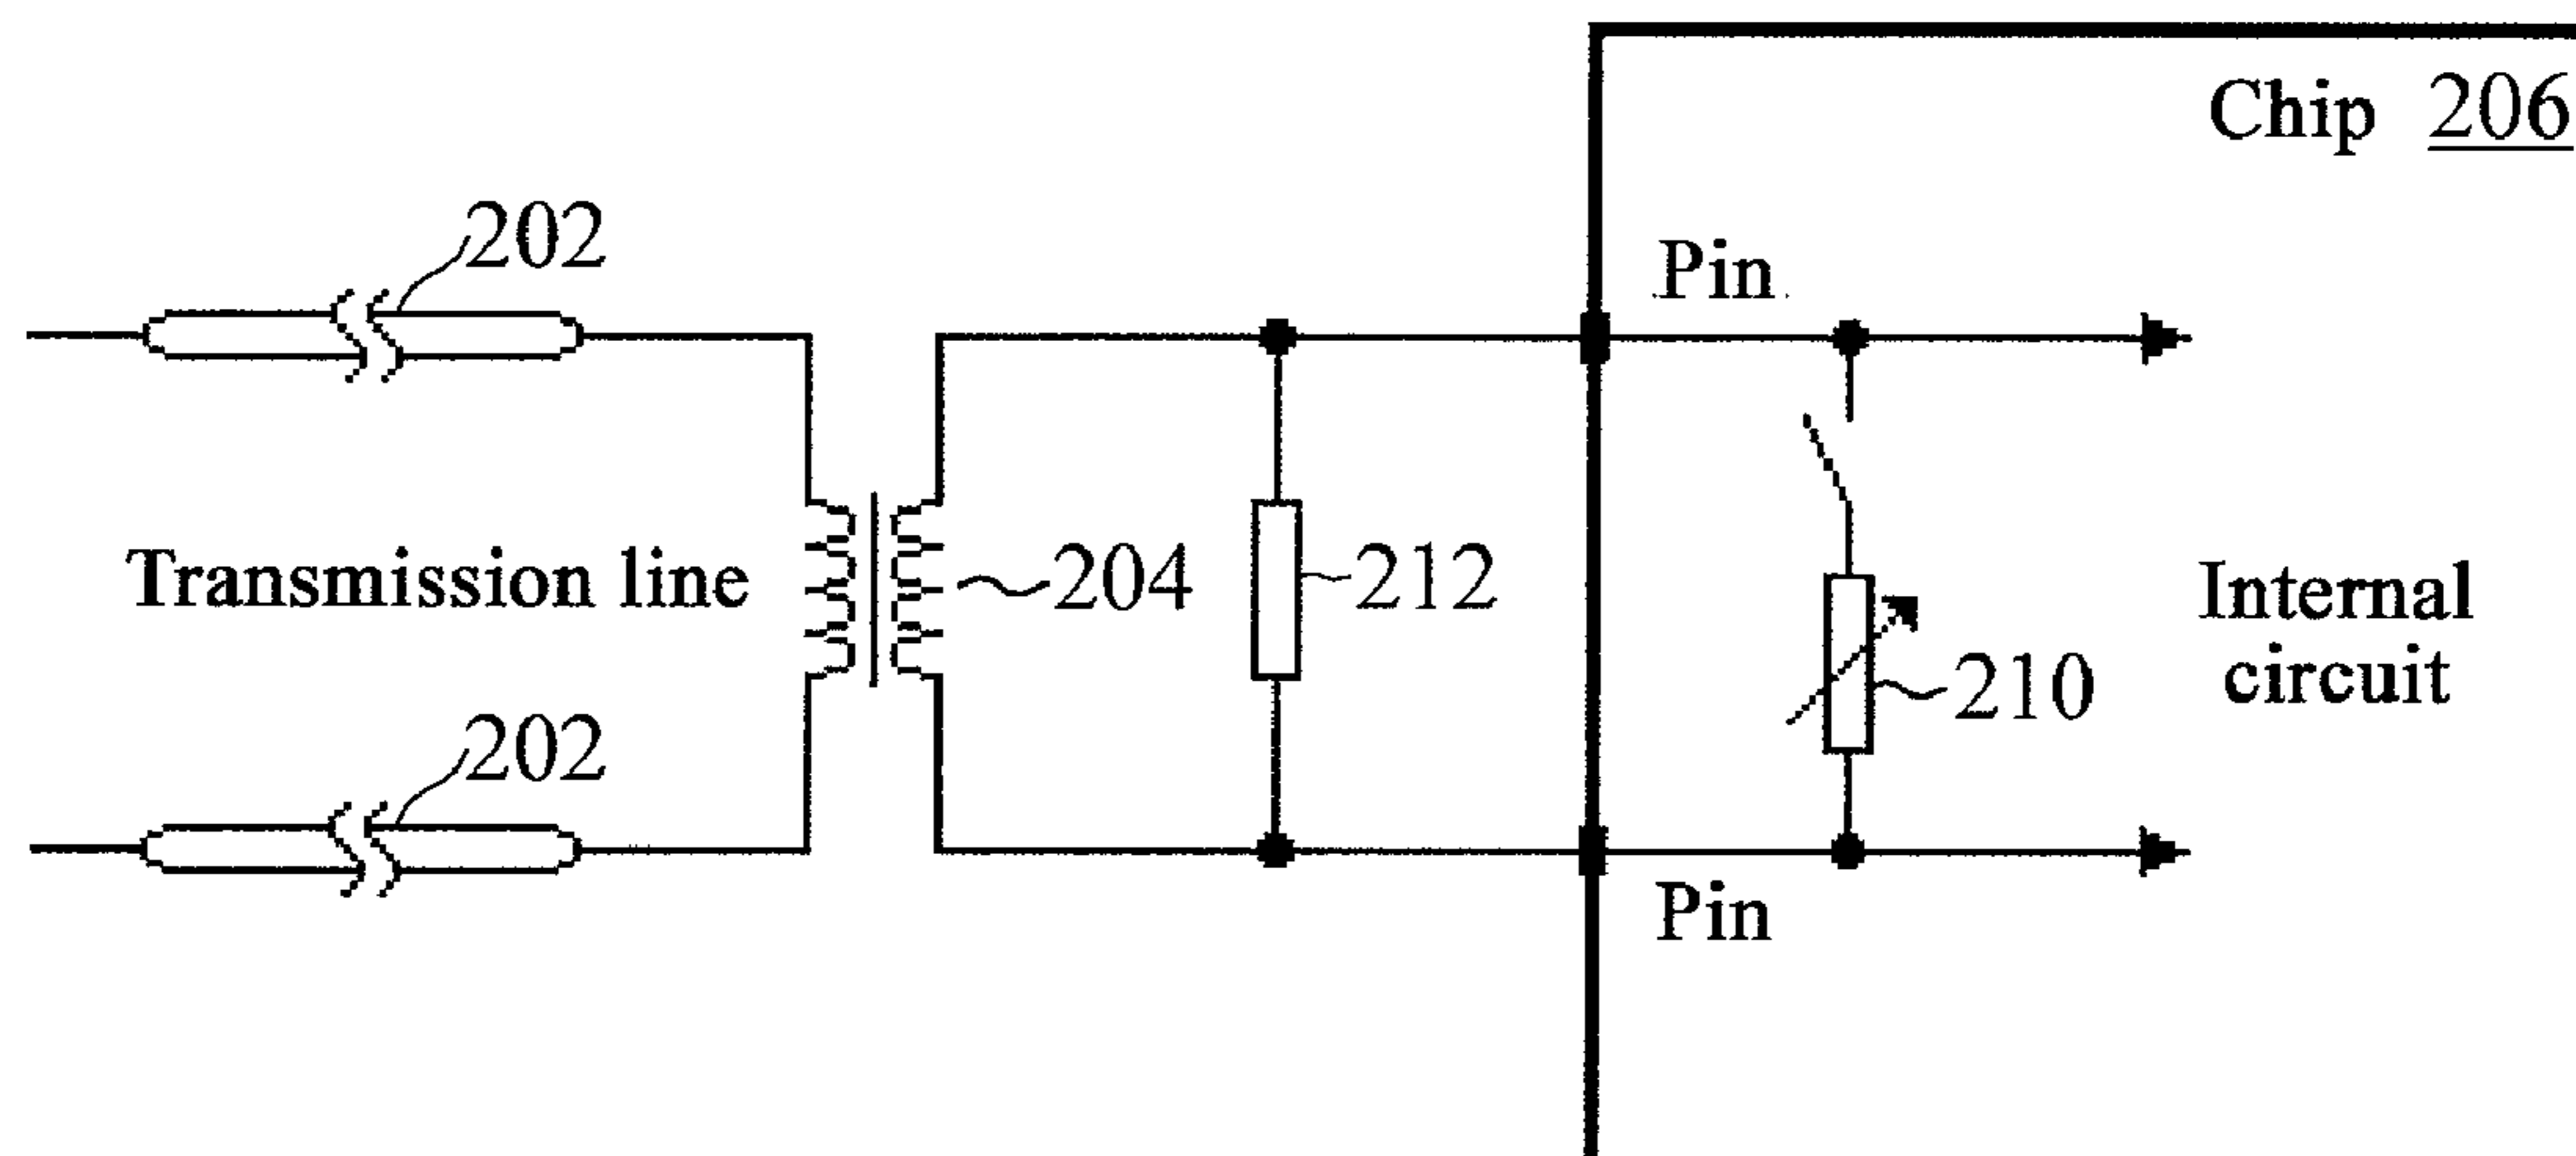 Chip 206
202
Pin
Transmission line
204
212
Internal
circuit
210
202
Pin